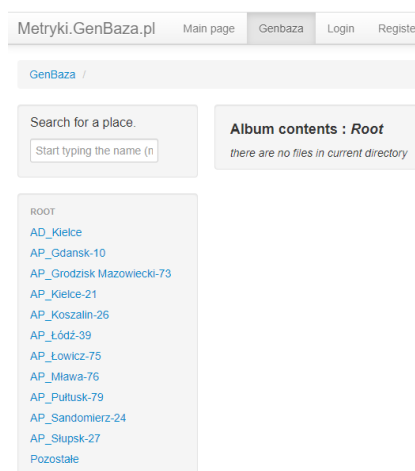 Metryki.GenBaza.pl Main page Genbaza Login Registe
GenBaza /
Search for a place.
Start typing the name (n
Album contents : Root
there are no files in current directory
ROOT
AD_Kielce
AP_Gdansk-10
AP_Grodzisk Mazowiecki-73
AP_Kielce-21
AP_Koszalin-26
AP_Łódź-39
AP_Łowicz-75
AP_Mława-76
AP_Pułtusk-79
AP_Sandomierz-24
AP_Słupsk-27
Pozostałe